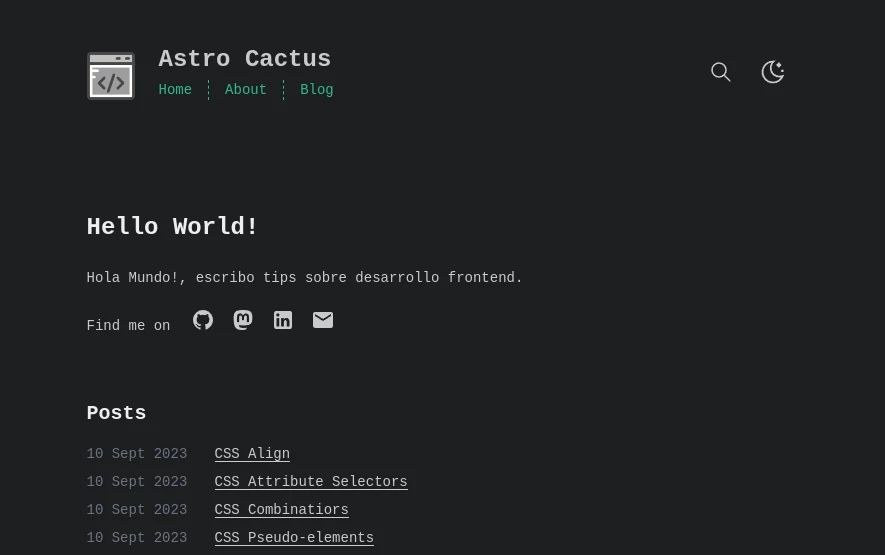 Astro Cactus
Home About Blog
Hello World!
Hola Mundo!, escribo tips sobre desarrollo frontend.
Find me on
Posts
10 Sept 2023 CSS Align
10 Sept 2023 CSS Attribute Selectors
10 Sept 2023 CSS Combinatiors
10 Sept 2023 CSS Pseudo-elements